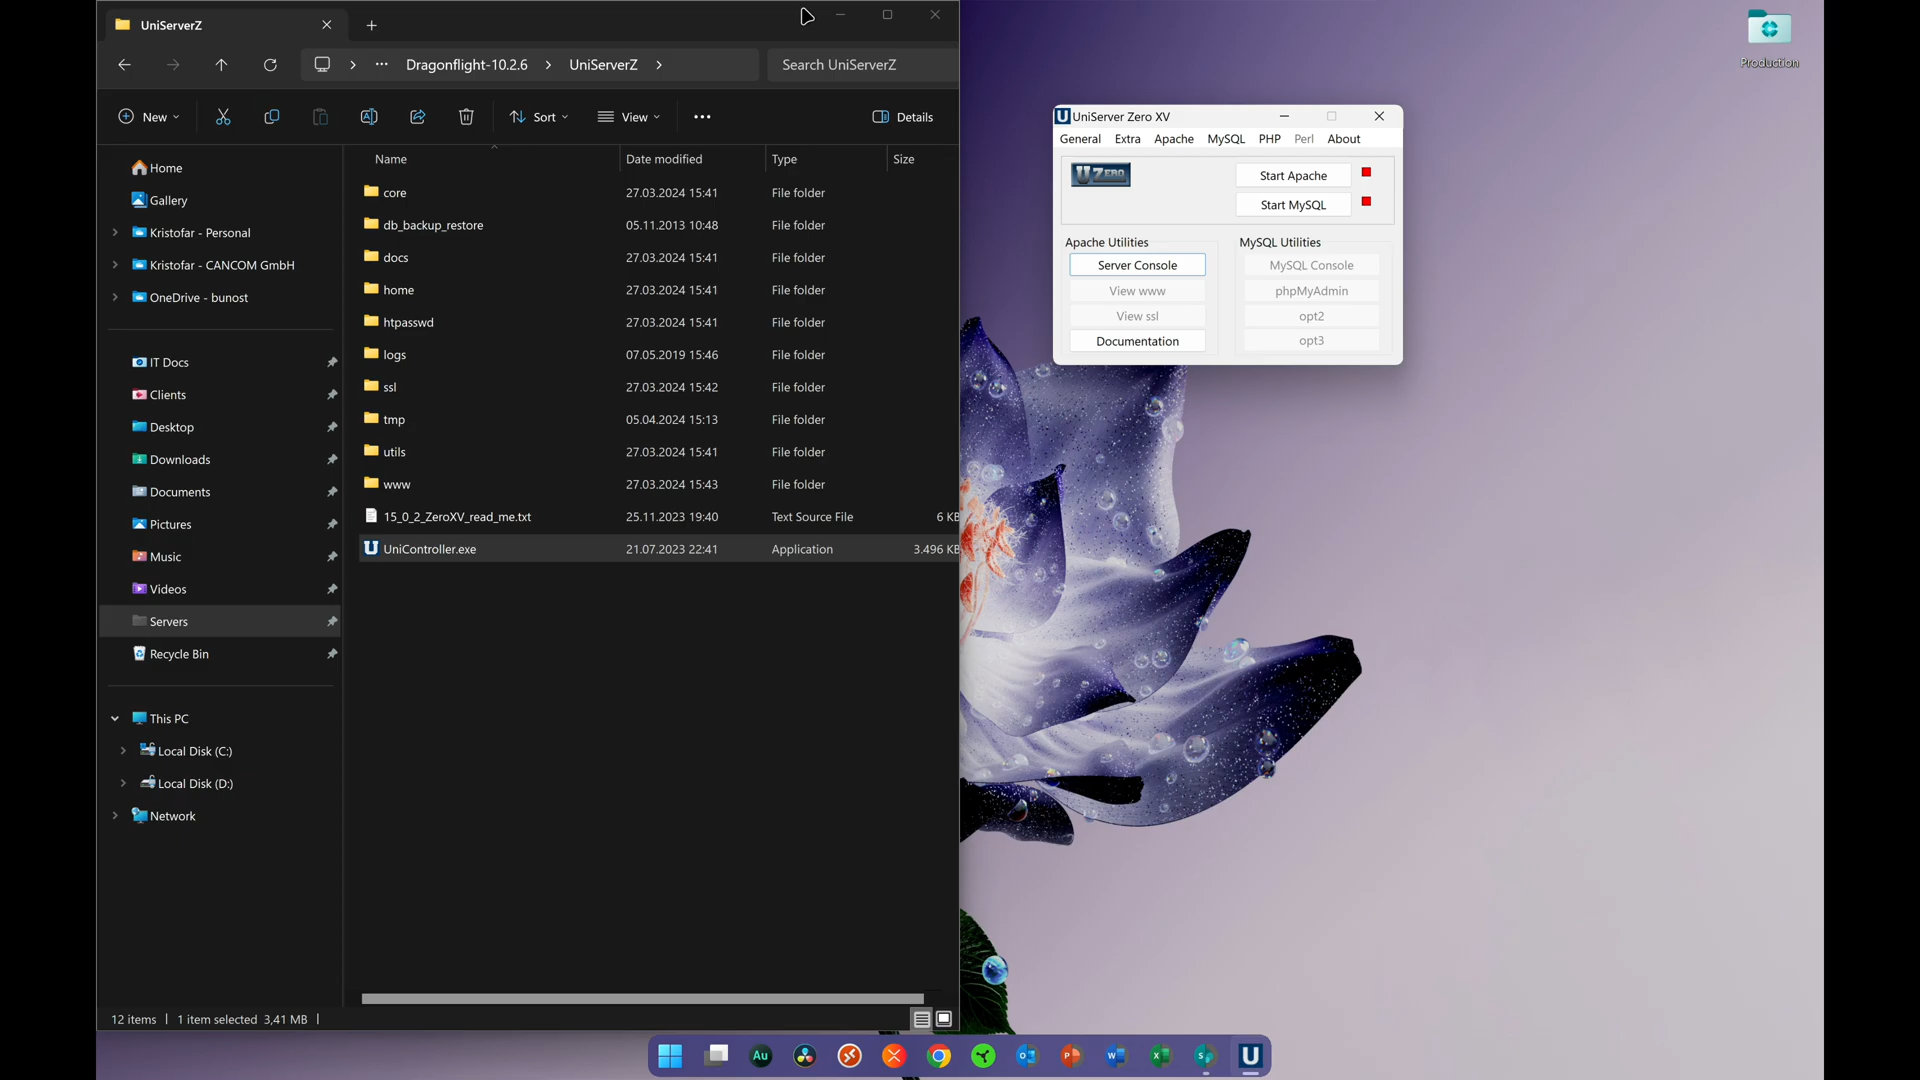 UniServerZ
Dragonflight-10.2.6
UniServerZ
Search UniServerZ
New
Sort
View
Details
Name
Date modified
Type
Size
core
27.03.2024 15:41
File folder
db_backup_restore
05.11.2013 10:48
File folder
docs
27.03.2024 15:41
File folder
home
27.03.2024 15:41
File folder
htpasswd
27.03.2024 15:41
File folder
logs
07.05.2019 15:46
File folder
ssl
27.03.2024 15:42
File folder
tmp
05.04.2024 15:13
File folder
utils
27.03.2024 15:41
File folder
www
27.03.2024 15:43
File folder
15_0_2_ZeroXV_read_me.txt
25.11.2023 19:40
Text Source File
6 KB
UniController.exe
21.07.2023 22:41
Application
3.496 KB
Home
Gallery
Kristofar - Personal
Kristofar - CANCOM GmbH
OneDrive - bunost
IT Docs
Clients
Desktop
Downloads
Documents
Pictures
Music
Videos
Servers
Recycle Bin
This PC
Local Disk (C:)
Local Disk (D:)
Network
12 items
1 item selected 3,41 MB
Production
UniServer Zero XV
General Extra Apache MySQL PHP Perl About
U ZERO
Start Apache
Start MySQL
Apache Utilities
Server Console
View www
View ssl
Documentation
MySQL Utilities
MySQL Console
phpMyAdmin
opt2
opt3
Au